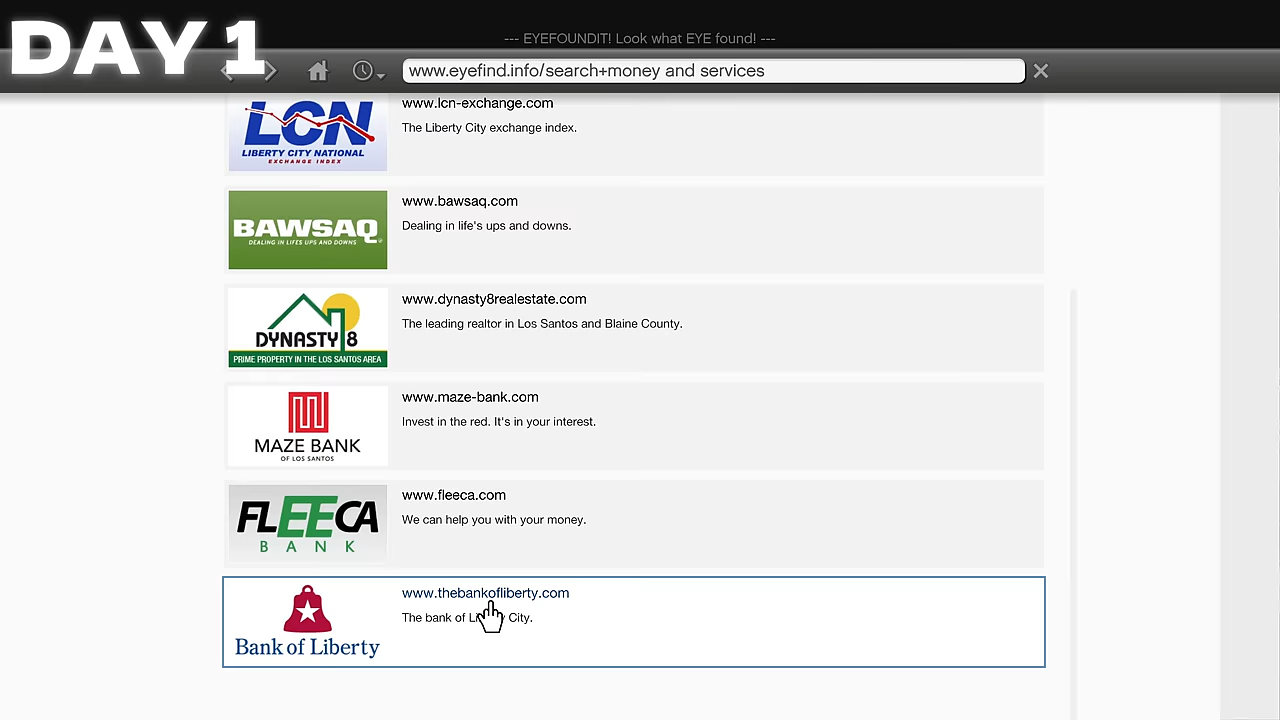 DAY 1
--- EYEFOUNDIT! Look what EYE found! ---
www.eyefind.info/search+money and services
LCN
LIBERTY CITY NATIONAL
EXCHANGE INDEX
www.lcn-exchange.com
The Liberty City exchange index.
BAWSAQ
DEALING IN LIFE'S UPS AND DOWNS
www.bawsaq.com
Dealing in life's ups and downs.
DYNASTY 8
PRIME PROPERTY IN THE LOS SANTOS AREA
www.dynasty8realestate.com
The leading realtor in Los Santos and Blaine County.
MAZE BANK
OF LOS SANTOS
www.maze-bank.com
Invest in the red. It's in your interest.
FLEECA
BANK
www.fleeca.com
We can help you with your money.
Bank of Liberty
www.thebankofliberty.com
The bank of Liberty City.